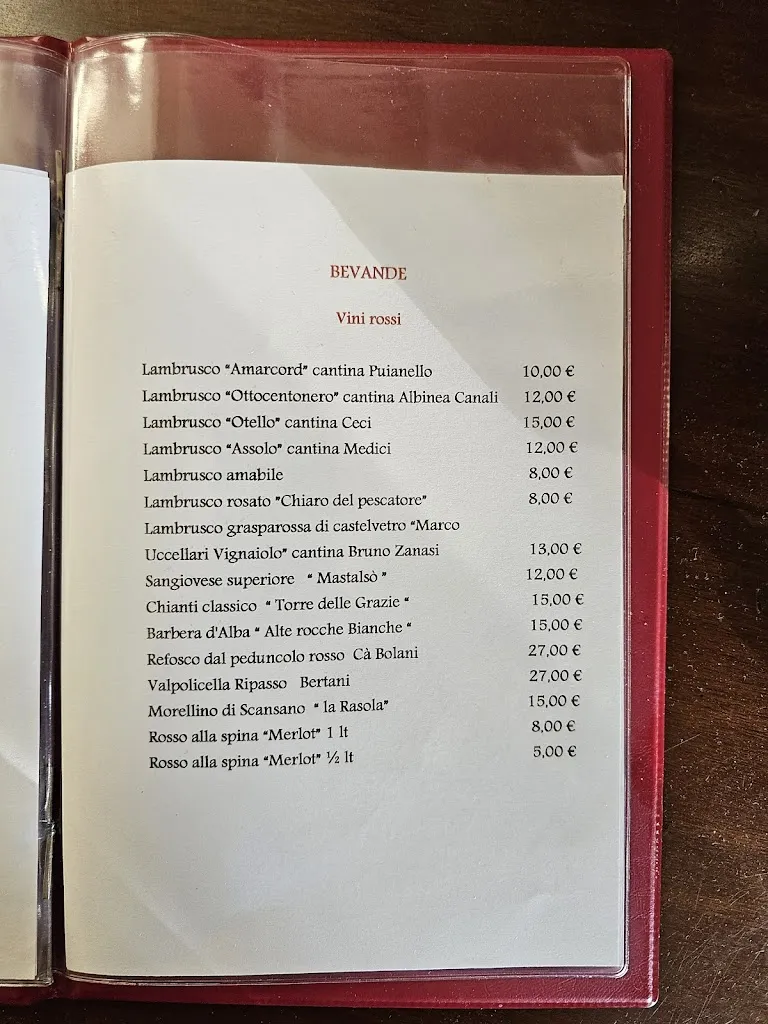 BEVANDE
Vini rossi
Lambrusco "Amarcord" cantina Puianello 10,00 €
Lambrusco "Ottocentonero" cantina Albinea Canali 12,00 €
Lambrusco "Otello" cantina Ceci 15,00 €
Lambrusco "Assolo" cantina Medici 12,00 €
Lambrusco amabile 8,00 €
Lambrusco rosato "Chiaro del pescatore" 8,00 €
Lambrusco grasparossa di castelvetro "Marco
Uccellari Vignaiolo" cantina Bruno Zanasi 13,00 €
Sangiovese superiore " Mastalsò " 12,00 €
Chianti classico " Torre delle Grazie " 15,00 €
Barbera d'Alba " Alte rocche Bianche " 15,00 €
Refosco dal peduncolo rosso Cà Bolani 27,00 €
Valpolicella Ripasso Bertani 27,00 €
Morellino di Scansano " la Rasola" 15,00 €
Rosso alla spina "Merlot" 1 lt 8,00 €
Rosso alla spina "Merlot" ½ lt 5,00 €